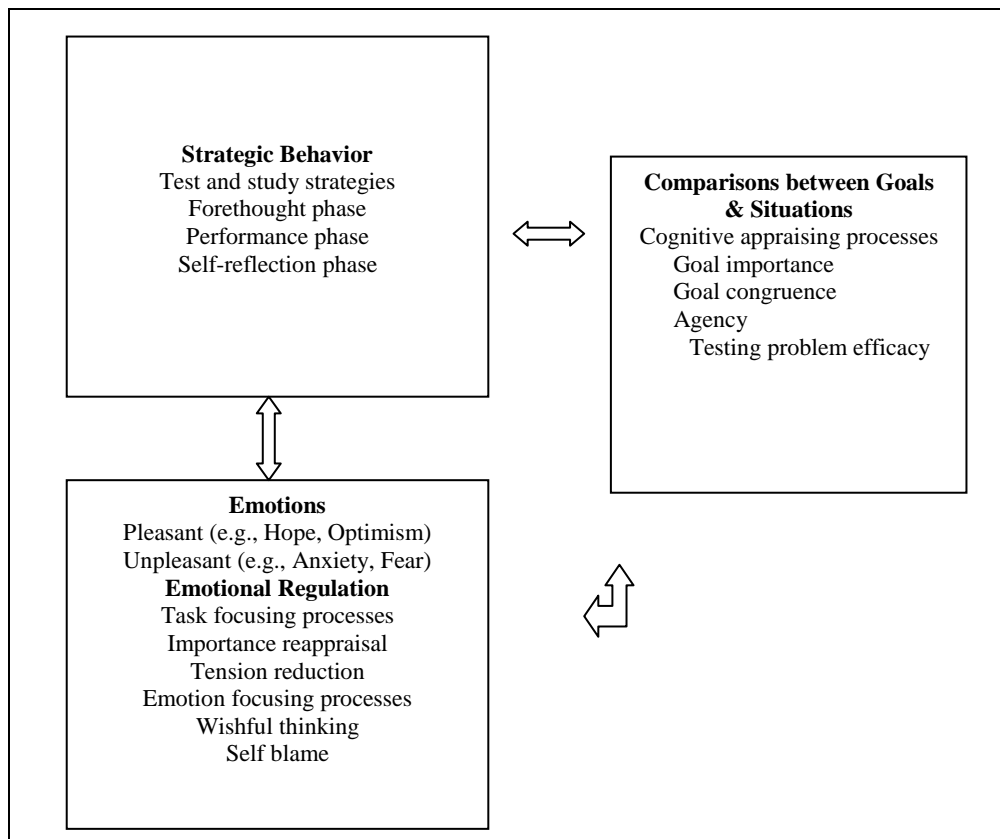 Strategic Behavior
Test and study strategies
Forethought phase
Performance phase
Self-reflection phase
Comparisons between Goals
& Situations
Cognitive appraising processes
Goal importance
Goal congruence
Agency
Testing problem efficacy
Emotions
Pleasant (e.g., Hope, Optimism)
Unpleasant (e.g., Anxiety, Fear)
Emotional Regulation
Task focusing processes
Importance reappraisal
Tension reduction
Emotion focusing processes
Wishful thinking
Self blame